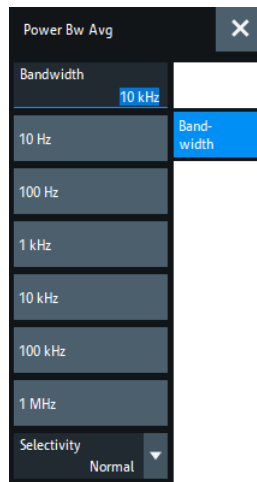 Power Bw Avg
Bandwidth
10 kHz
10 Hz
100 Hz
1 kHz
10 kHz
100 kHz
1 MHz
Selectivity
Normal
Band-
width